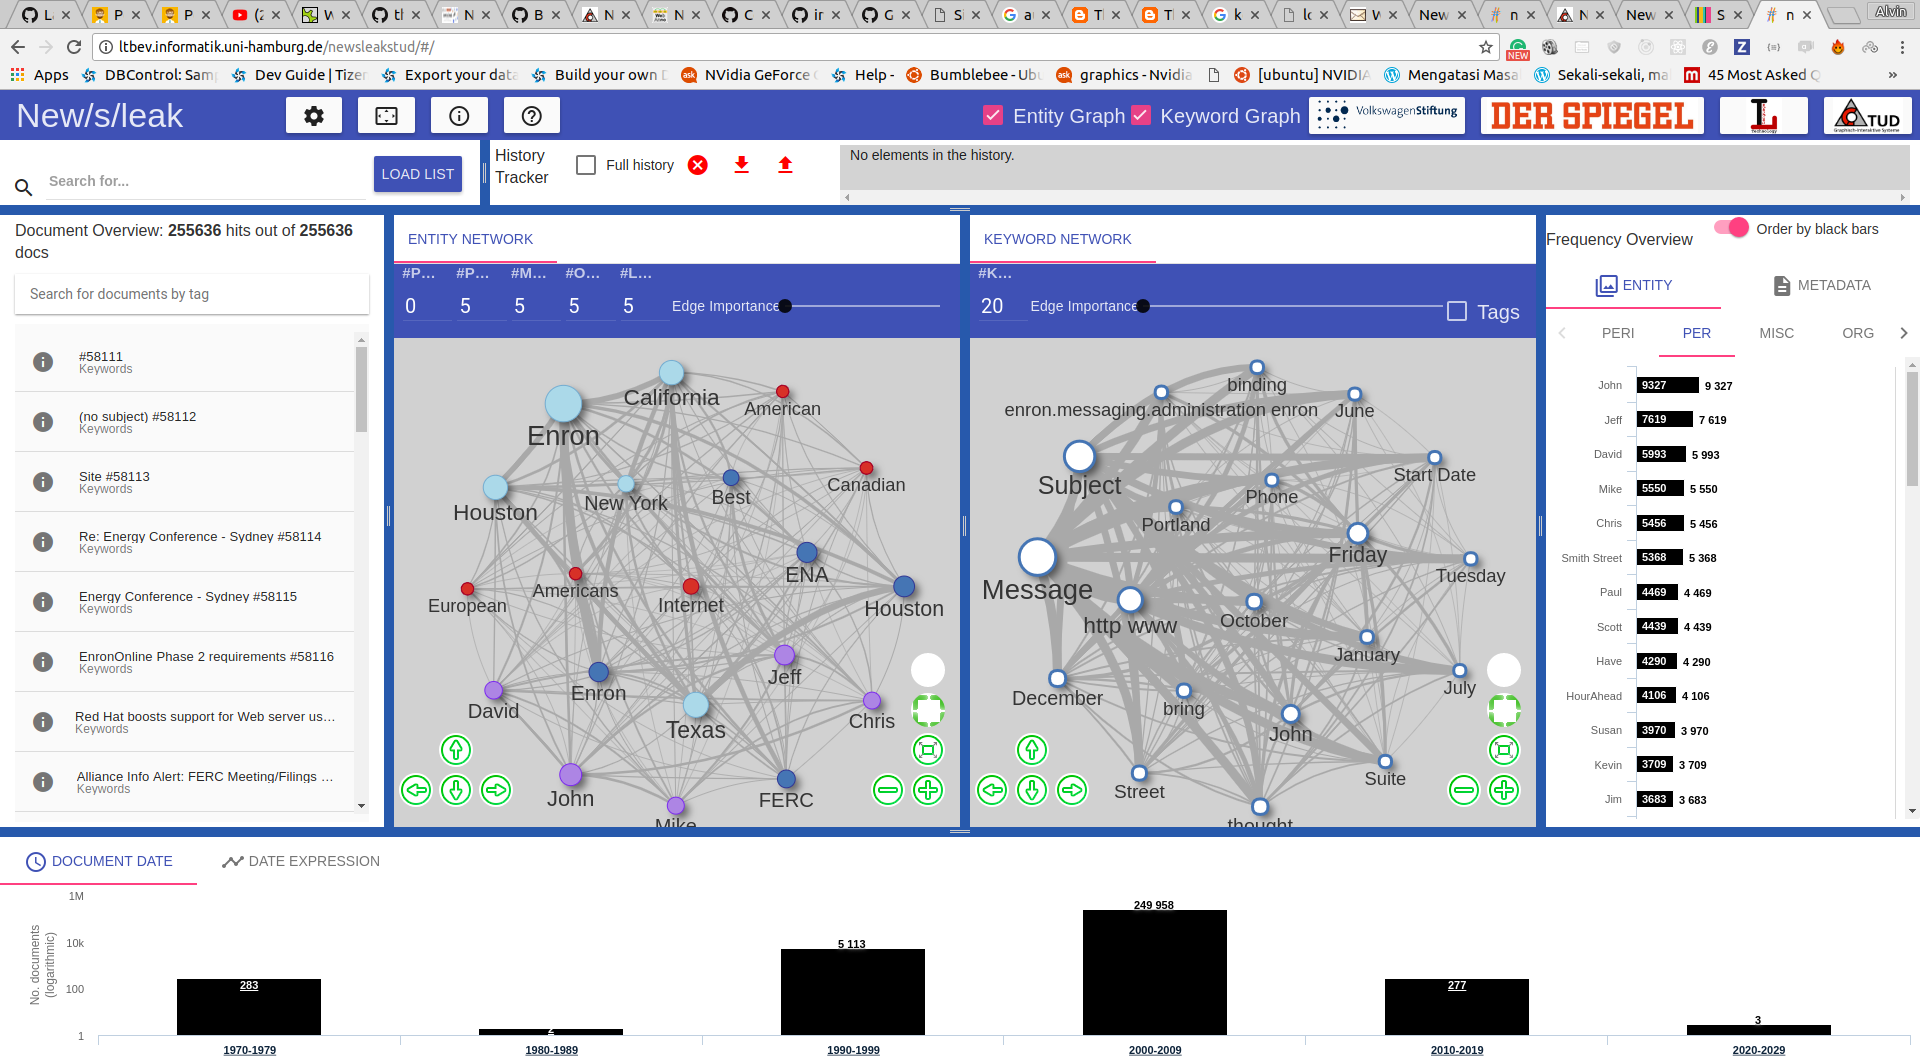 Alvin
ltbev.informatik.uni-hamburg.de/newsleakstud/#/
NEW
Apps
DBControl: Sam
Dev Guide | Tizen
Export your data
Build your own
NVidia GeForce
Help -
Bumblebee - Ubu
graphics - Nvidia
[ubuntu] NVIDIA
Mengatasi Masa
Sekali-sekali, ma
45 Most Asked Q
»
New/s/leak
Entity Graph
Keyword Graph
VolkswagenStiftung
DER SPIEGEL
TUD
Search for...
LOAD LIST
History
Tracker
Full history
No elements in the history.
Document Overview: 255636 hits out of 255636
docs
Search for documents by tag
#58111
Keywords
(no subject) #58112
Keywords
Site #58113
Keywords
Re: Energy Conference - Sydney #58114
Keywords
Energy Conference - Sydney #58115
Keywords
EnronOnline Phase 2 requirements #58116
Keywords
Red Hat boosts support for Web server us...
Keywords
Alliance Info Alert: FERC Meeting/Filings ...
Keywords
ENTITY NETWORK
#P... #P... #M... #O... #L...
0 5 5 5 5 Edge Importance
California
American
Enron
Canadian
Houston
New York
Best
ENA
European
Americans
Internet
Houston
Jeff
Enron
David
Chris
Texas
John
FERC
Mike
KEYWORD NETWORK
#K...
20 Edge Importance
Tags
binding
enron.messaging.administration enron
June
Subject
Start Date
Phone
Portland
Friday
Message
Tuesday
http www
October
January
December
July
bring
John
Street
Suite
thought
Frequency Overview
Order by black bars
ENTITY
METADATA
PERI PER MISC ORG
John 9327 9 327
Jeff 7619 7 619
David 5993 5 993
Mike 5550 5 550
Chris 5456 5 456
Smith Street 5368 5 368
Paul 4469 4 469
Scott 4439 4 439
Have 4290 4 290
HourAhead 4106 4 106
Susan 3970 3 970
Kevin 3709 3 709
Jim 3683 3 683
DOCUMENT DATE
DATE EXPRESSION
No. documents
(logarithmic)
1M
10k
100
1
283
2
5 113
249 958
277
3
1970-1979
1980-1989
1990-1999
2000-2009
2010-2019
2020-2029